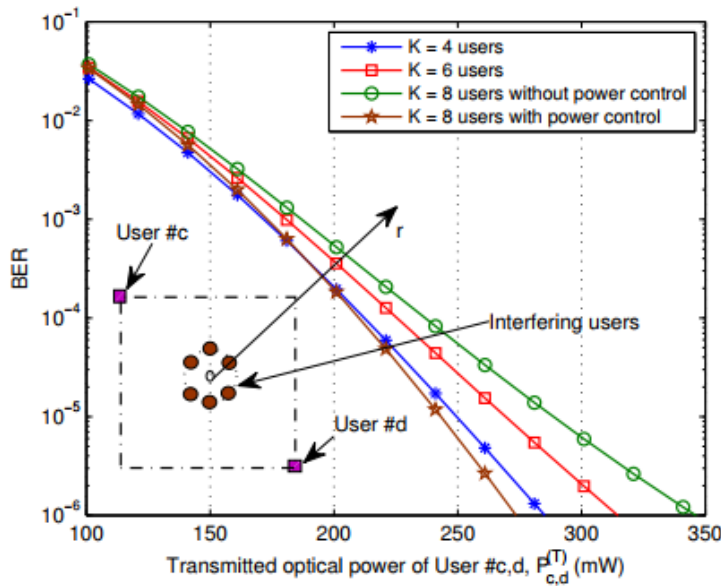 10^-1
10^-2
10^-3
10^-4
10^-5
10^-6
BER
K = 4 users
K = 6 users
K = 8 users without power control
K = 8 users with power control
User #c
r
Interfering users
User #d
100 150 200 250 300 350
Transmitted optical power of User #c,d, P_{c,d}^{(T)} (mW)